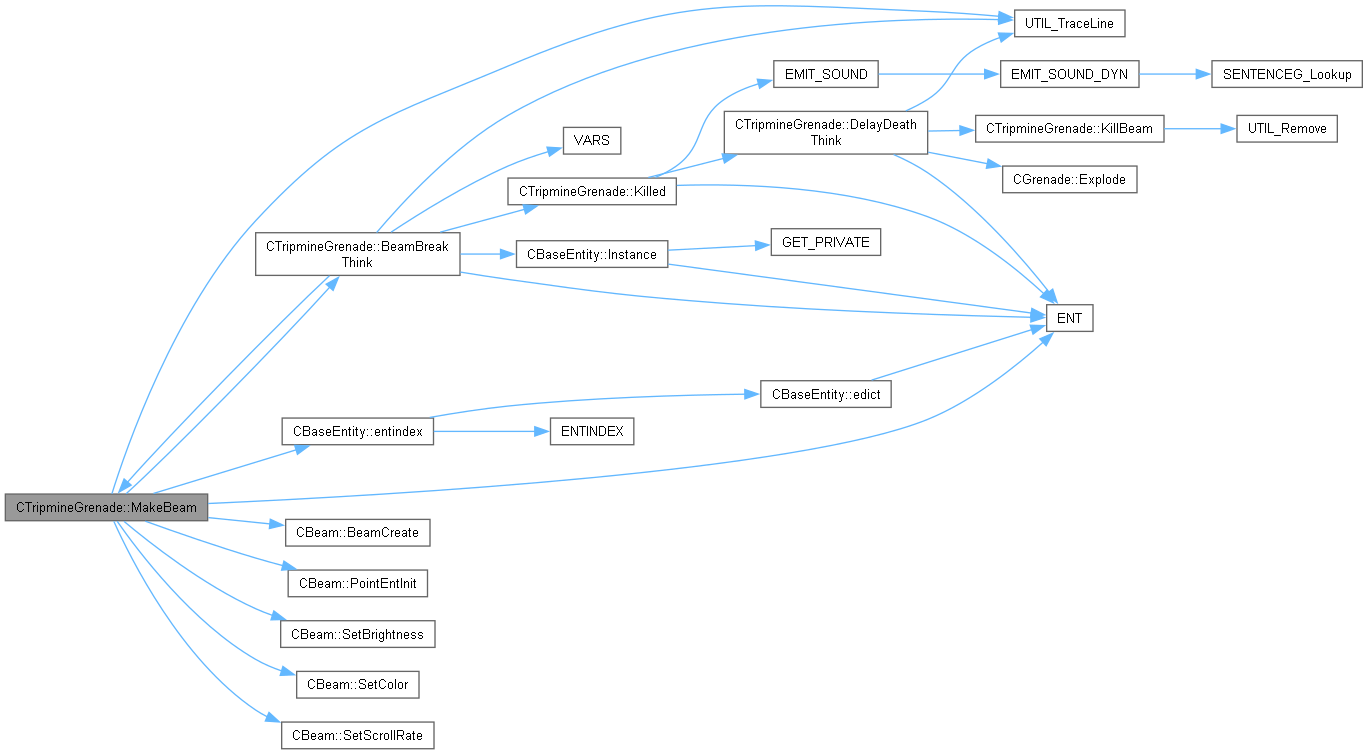 UTIL_TraceLine
EMIT_SOUND
EMIT_SOUND_DYN
SENTENCEG_Lookup
CTripmineGrenade::DelayDeath
Think
CTripmineGrenade::KillBeam
UTIL_Remove
VARS
CGrenade::Explode
CTripmineGrenade::Killed
CTripmineGrenade::BeamBreak
Think
CBaseEntity::Instance
GET_PRIVATE
ENT
CBaseEntity::edict
CBaseEntity::entindex
ENTINDEX
CTripmineGrenade::MakeBeam
CBeam::BeamCreate
CBeam::PointEntInit
CBeam::SetBrightness
CBeam::SetColor
CBeam::SetScrollRate